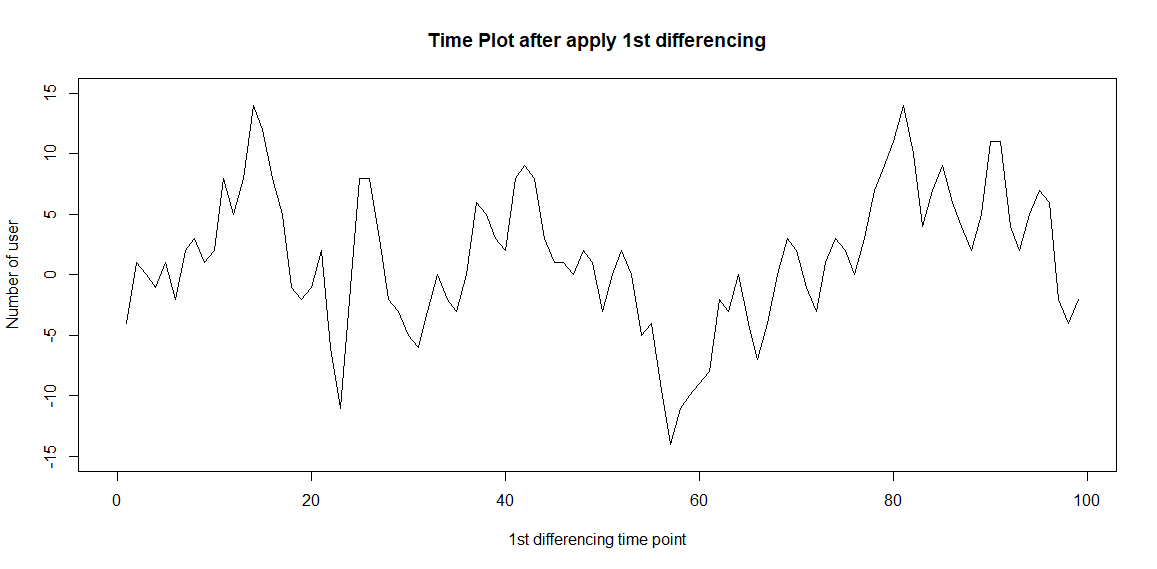 Time Plot after apply 1st differencing
15
10
5
0
-5
-10
-15
Number of user
0 20 40 60 80 100
1st differencing time point